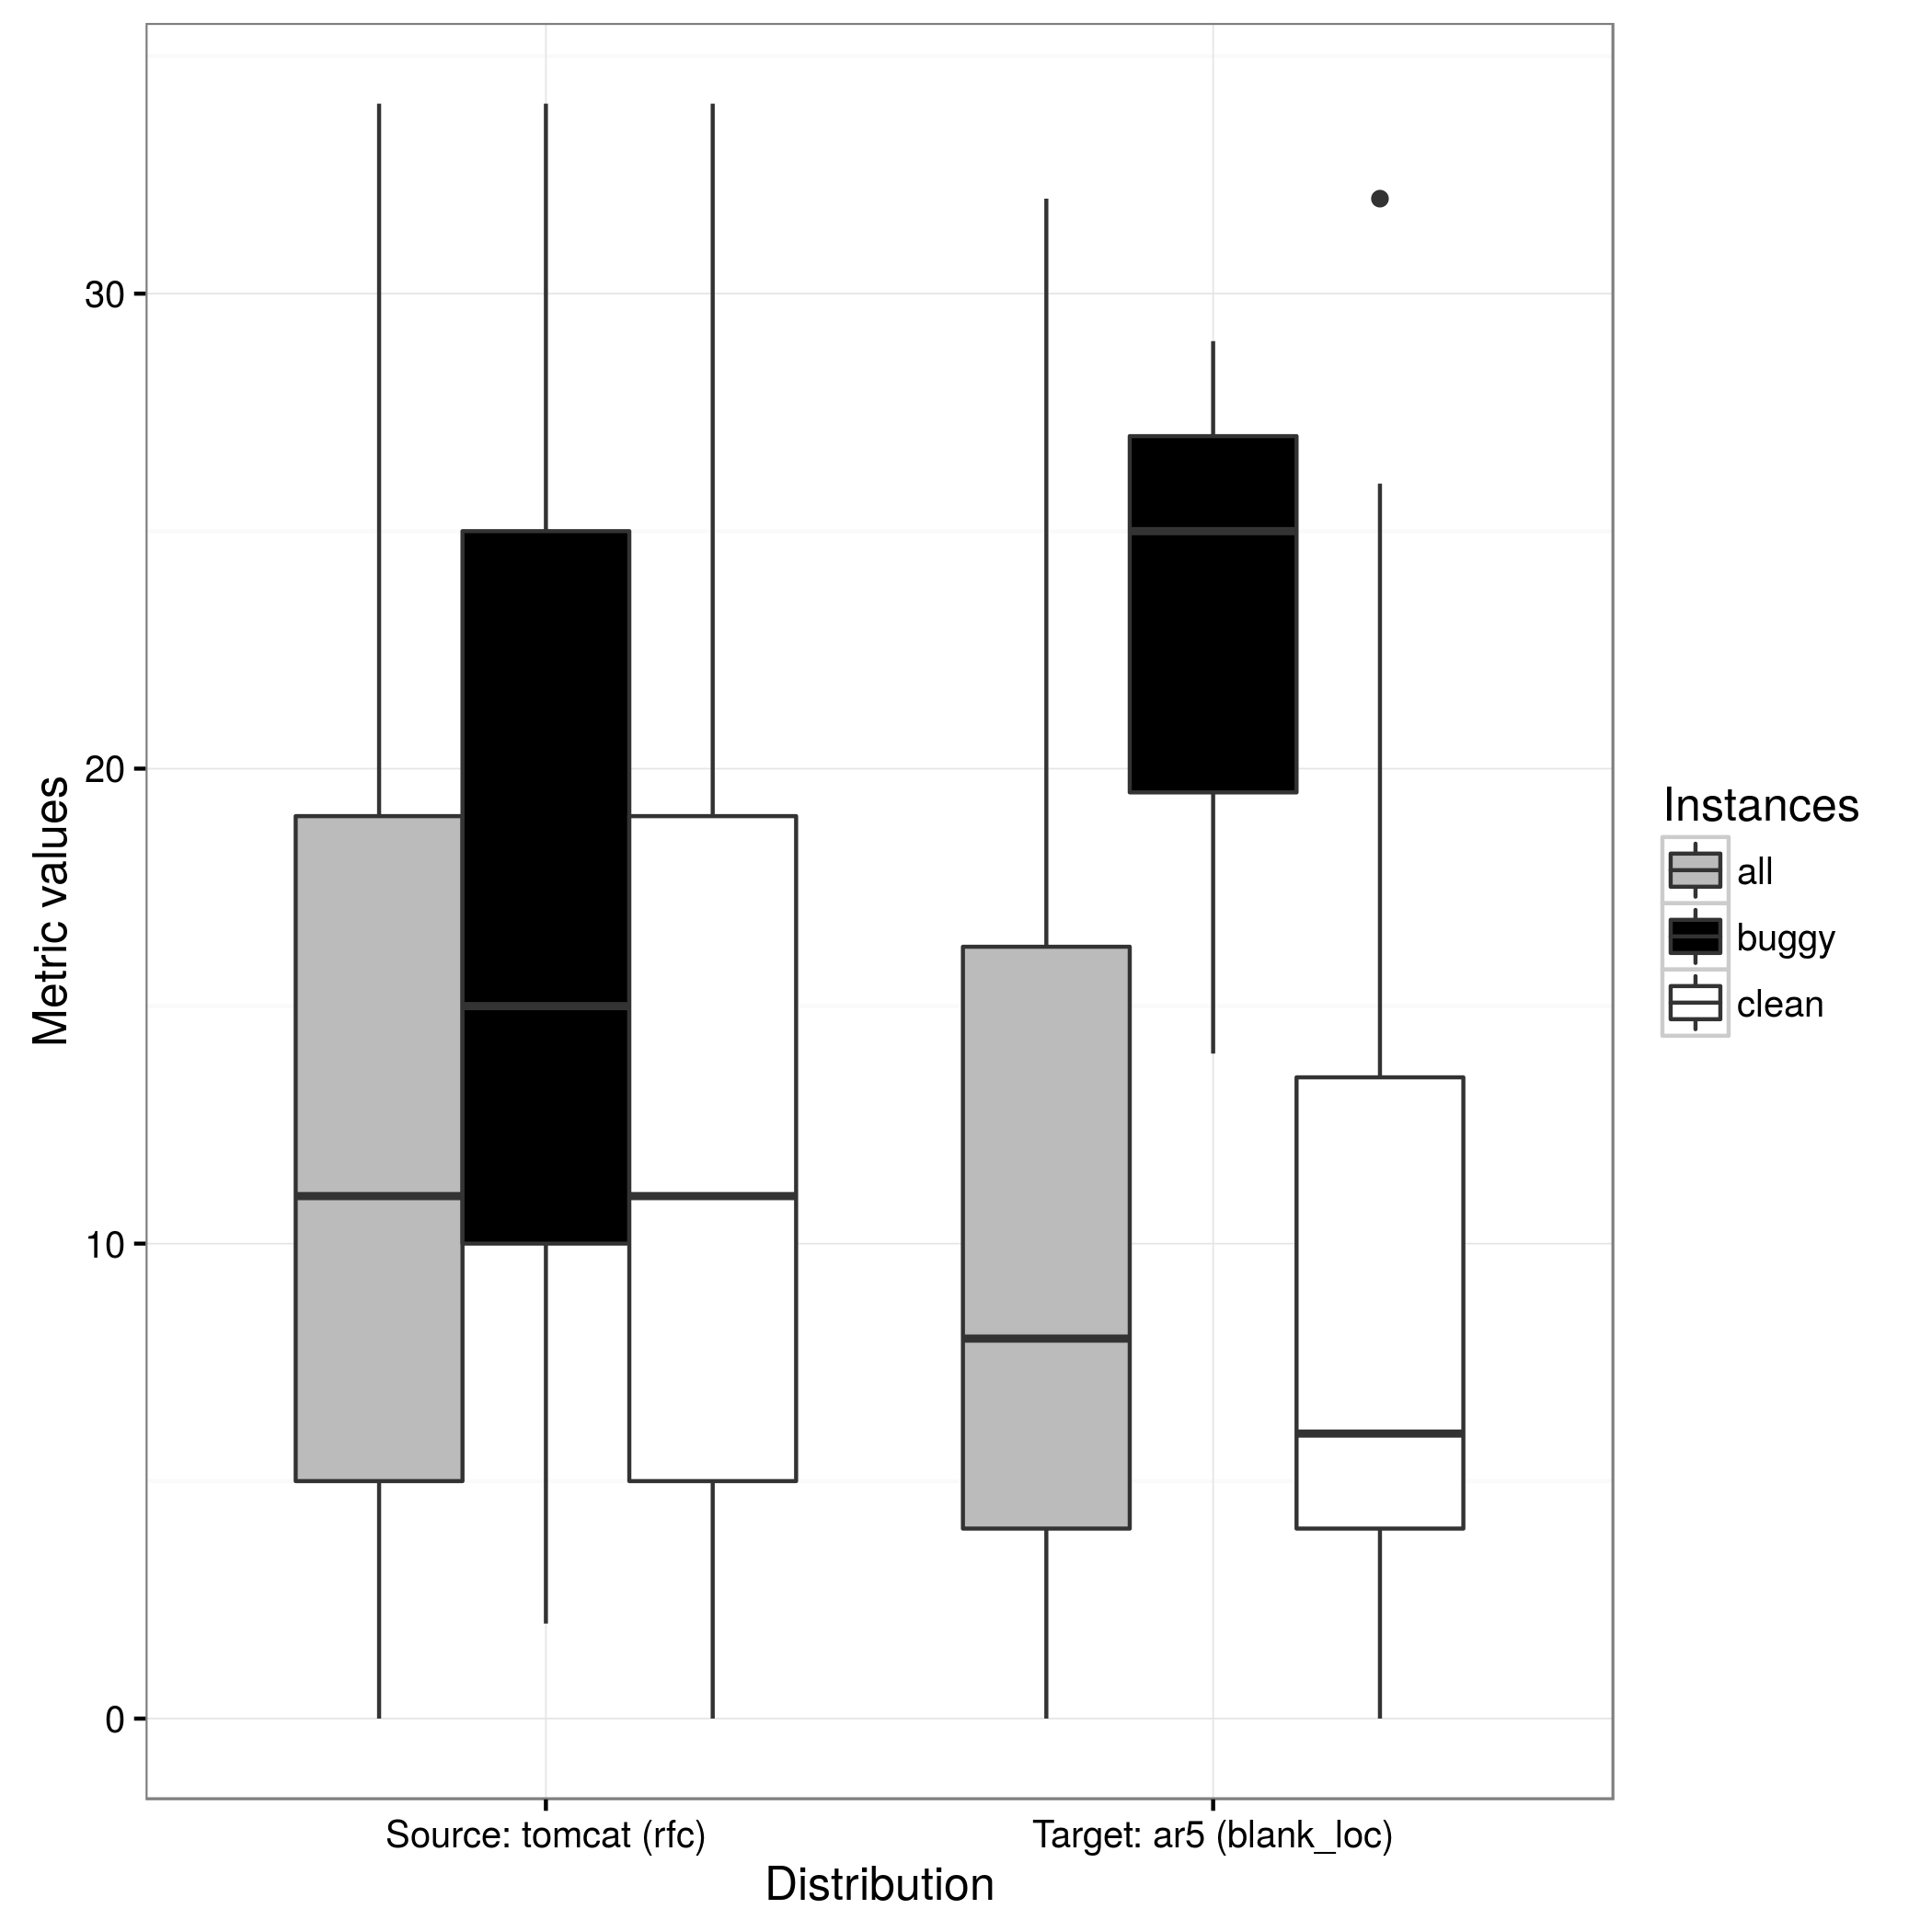 30
20
10
0
Metric values
Source: tomcat (rfc)
Target: ar5 (blank_loc)
Distribution
Instances
all
buggy
clean